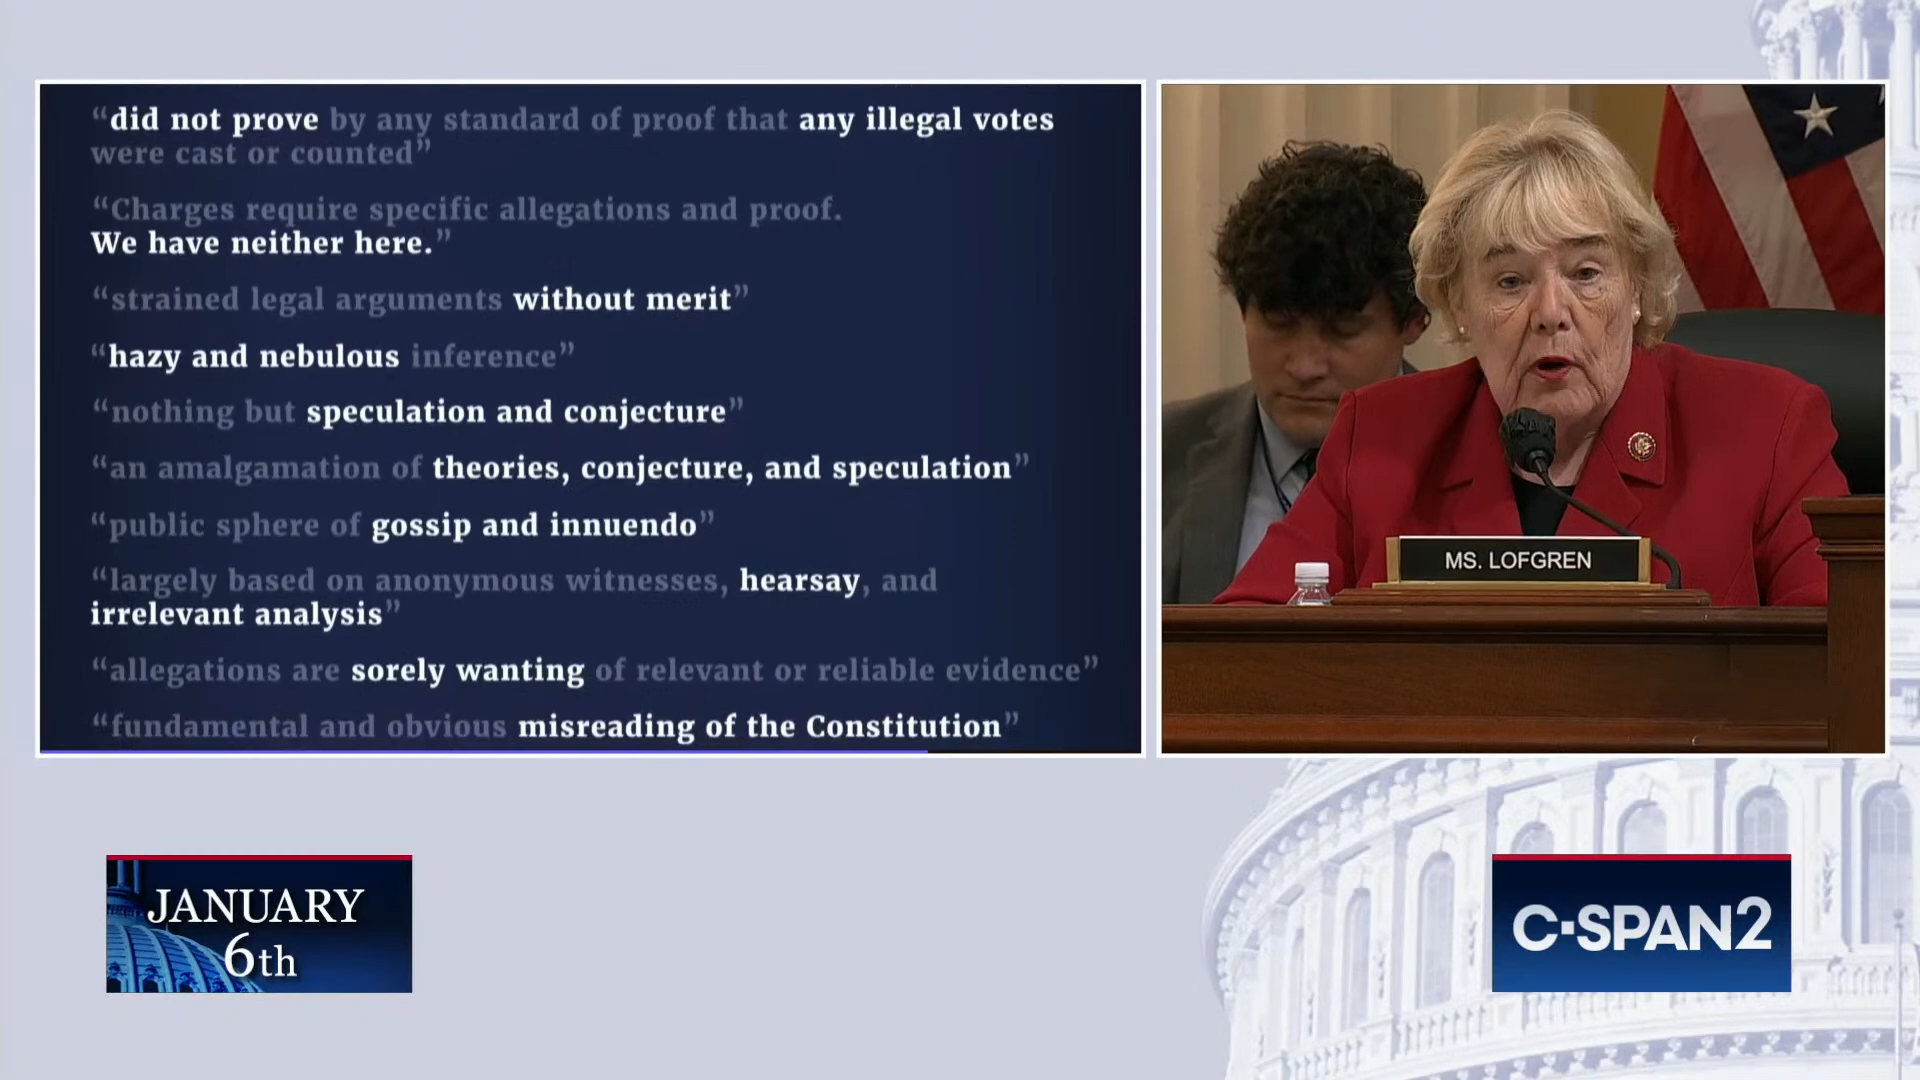 “did not prove by any standard of proof that any illegal votes
were cast or counted”
“Charges require specific allegations and proof.
We have neither here.”
“strained legal arguments without merit”
“hazy and nebulous inference”
“nothing but speculation and conjecture”
“an amalgamation of theories, conjecture, and speculation”
“public sphere of gossip and innuendo”
“largely based on anonymous witnesses, hearsay, and
irrelevant analysis”
“allegations are sorely wanting of relevant or reliable evidence”
“fundamental and obvious misreading of the Constitution”
MS. LOFGREN
JANUARY
6th
C-SPAN2